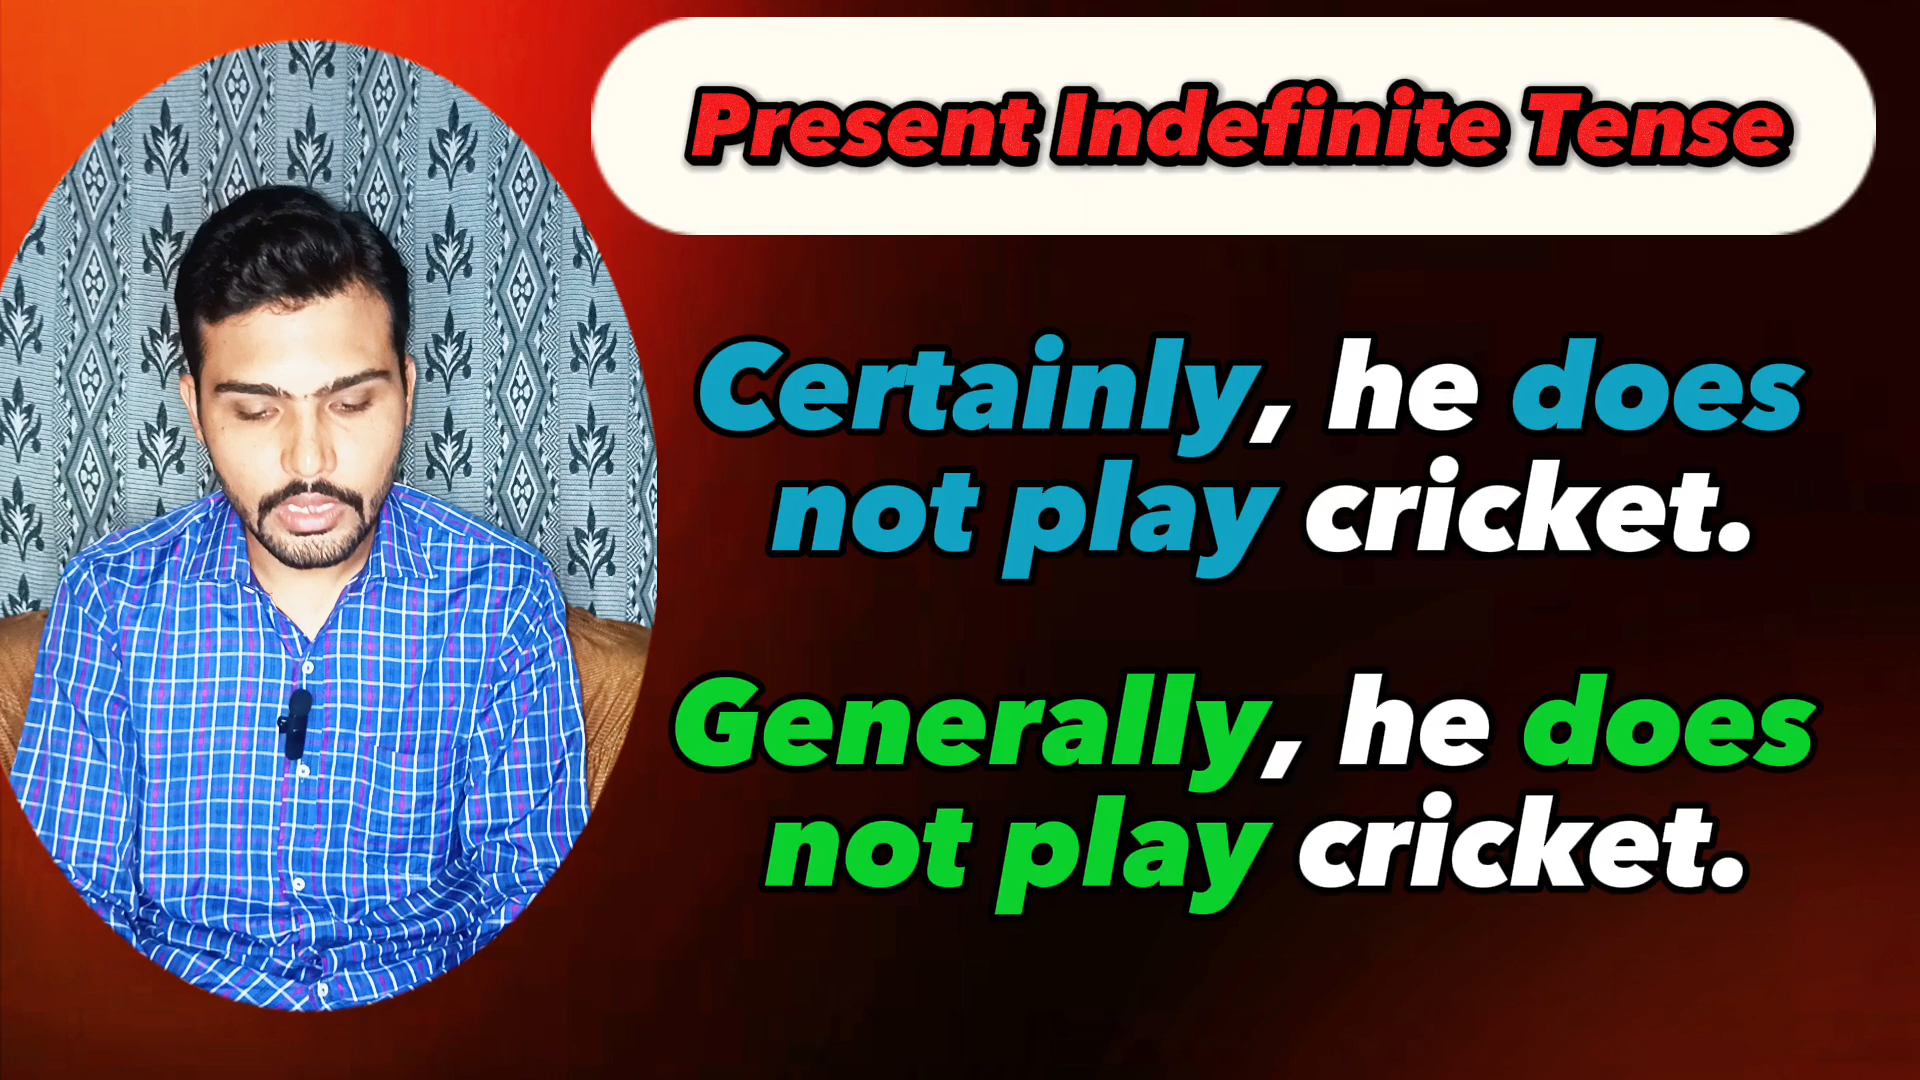 Present Indefinite Tense
Certainly, he does
not play cricket.
Generally, he does
not play cricket.